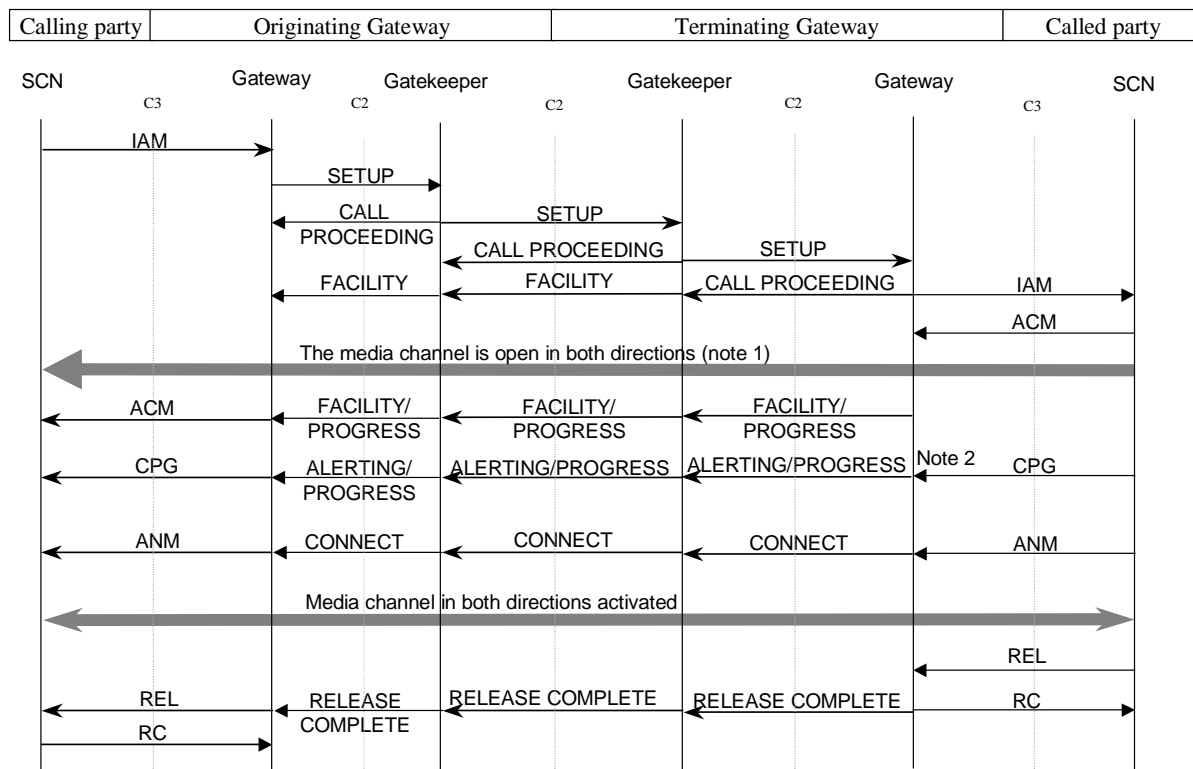 Calling party Originating Gateway Terminating Gateway Called party
SCN Gateway Gatekeeper Gatekeeper Gateway SCN
C3 C2 C2 C2 C3
IAM
SETUP
CALL
PROCEEDING
SETUP
CALL PROCEEDING
SETUP
FACILITY
FACILITY
CALL PROCEEDING
IAM
ACM
The media channel is open in both directions (note 1)
ACM
FACILITY/
PROGRESS
FACILITY/
PROGRESS
FACILITY/
PROGRESS
CPG
ALERTING/
PROGRESS
ALERTING/PROGRESS
ALERTING/PROGRESS
Note 2
CPG
ANM
CONNECT
CONNECT
CONNECT
ANM
Media channel in both directions activated
REL
REL
RELEASE
COMPLETE
RELEASE COMPLETE
RELEASE COMPLETE
RC
RC